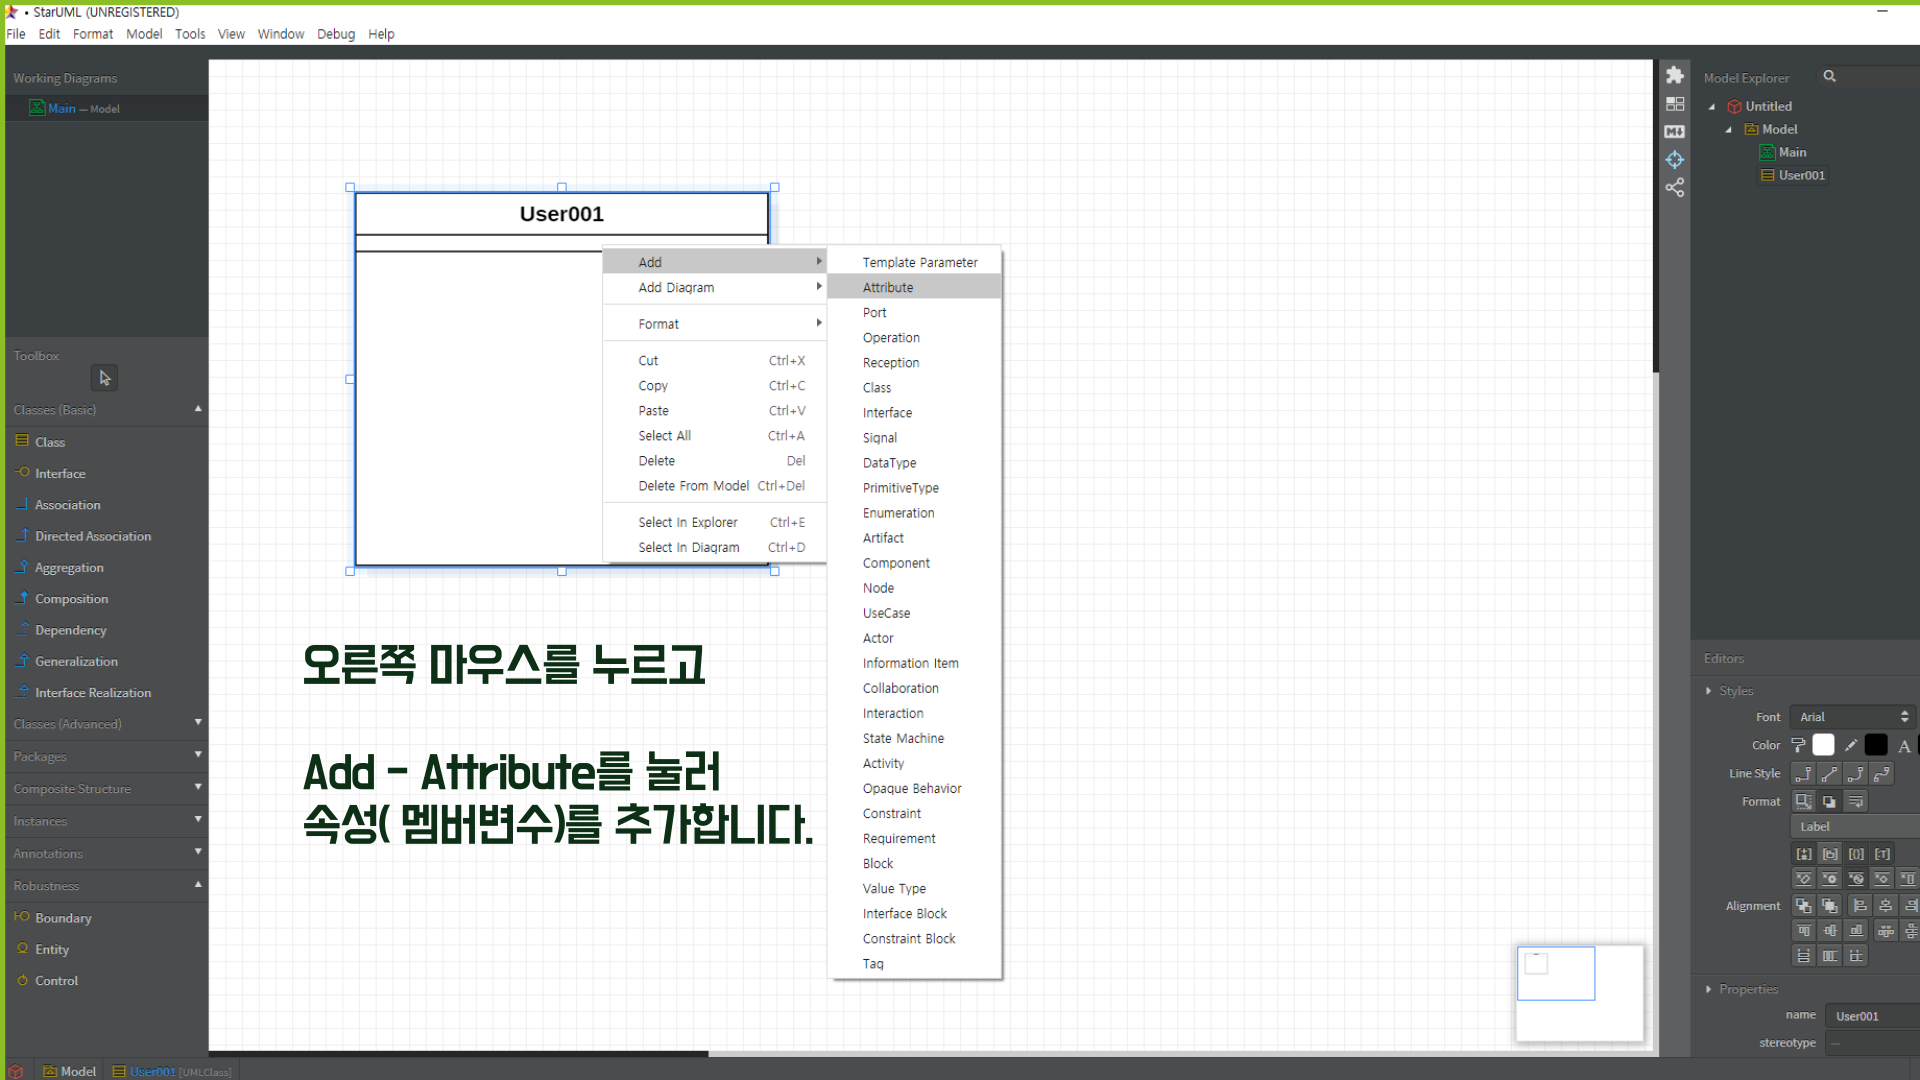 • StarUML (UNREGISTERED)
File Edit Format Model Tools View Window Debug Help
Working Diagrams
Main — Model
Toolbox
Classes (Basic)
Class
Interface
Association
Directed Association
Aggregation
Composition
Dependency
Generalization
Interface Realization
Classes (Advanced)
Packages
Composite Structure
Instances
Annotations
Robustness
Boundary
Entity
Control
User001
Add
Add Diagram
Format
Cut Ctrl+X
Copy Ctrl+C
Paste Ctrl+V
Select All Ctrl+A
Delete Del
Delete From Model Ctrl+Del
Select In Explorer Ctrl+E
Select In Diagram Ctrl+D
Template Parameter
Attribute
Port
Operation
Reception
Class
Interface
Signal
DataType
PrimitiveType
Enumeration
Artifact
Component
Node
UseCase
Actor
Information Item
Collaboration
Interaction
State Machine
Activity
Opaque Behavior
Constraint
Requirement
Block
Value Type
Interface Block
Constraint Block
Tag
오른쪽 마우스를 누르고
Add - Attribute를 눌러
속성( 멤버변수)를 추가합니다.
M↓
Model Explorer
Untitled
Model
Main
User001
Editors
Styles
Font Arial
Color A
Line Style
Format
Label
Alignment
Properties
name User001
stereotype —
Model User001 [UMLClass]